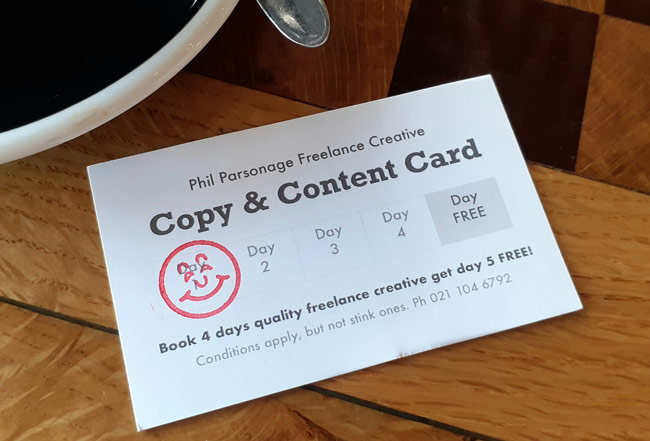 Phil Parsonage Freelance Creative
Copy & Content Card
Day
Day 2
Day 3
Day 4
Day FREE
Book 4 days quality freelance creative get day 5 FREE!
Conditions apply, but not stink ones. Ph 021 104 6792